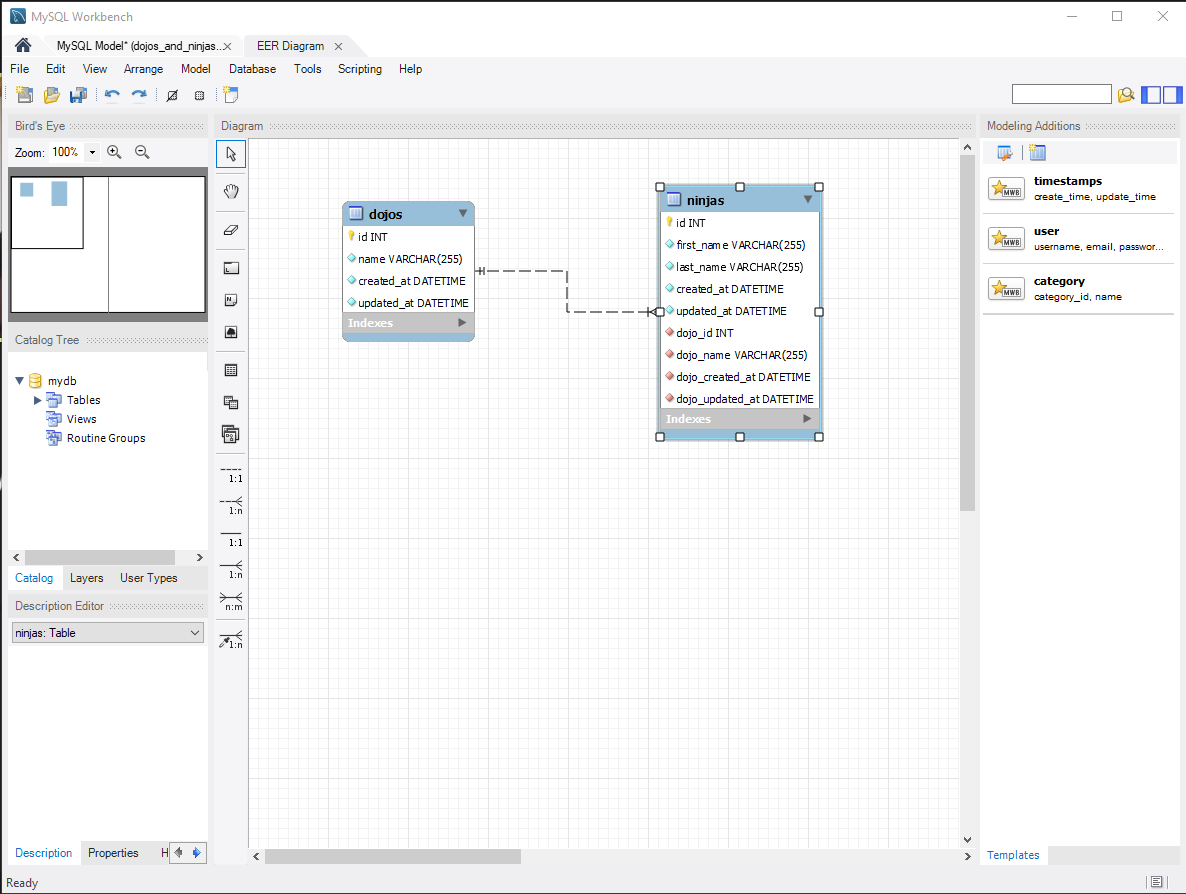 MySQL Workbench
MySQL Model* (dojos_and_ninjas..
EER Diagram
File Edit View Arrange Model Database Tools Scripting Help
Bird's Eye
Zoom: 100%
Catalog Tree
mydb
Tables
Views
Routine Groups
Catalog Layers User Types
Description Editor
ninjas: Table
Description Properties H
Diagram
1:1
1:n
1:1
1:n
n:m
1:n
dojos
id INT
name VARCHAR(255)
created_at DATETIME
updated_at DATETIME
Indexes
ninjas
id INT
first_name VARCHAR(255)
last_name VARCHAR(255)
created_at DATETIME
updated_at DATETIME
dojo_id INT
dojo_name VARCHAR(255)
dojo_created_at DATETIME
dojo_updated_at DATETIME
Indexes
Modeling Additions
MWB
timestamps
create_time, update_time
MWB
user
username, email, passwor...
MWB
category
category_id, name
Templates
Ready